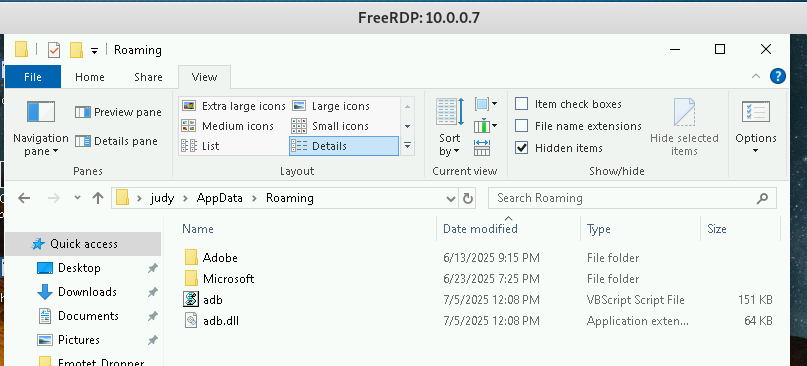 FreeRDP: 10.0.0.7
Roaming
File Home Share View
Navigation pane
Preview pane
Details pane
Panes
Extra large icons Large icons
Medium icons Small icons
List Details
Layout
Sort by
Current view
Item check boxes
File name extensions
Hidden items
Hide selected items
Show/hide
Options
judy > AppData > Roaming
Search Roaming
Quick access
Desktop
Downloads
Documents
Pictures
Emotet_Dropper
Name Date modified Type Size
Adobe 6/13/2025 9:15 PM File folder
Microsoft 6/23/2025 7:25 PM File folder
adb 7/5/2025 12:08 PM VBScript Script File 151 KB
adb.dll 7/5/2025 12:08 PM Application exten... 64 KB